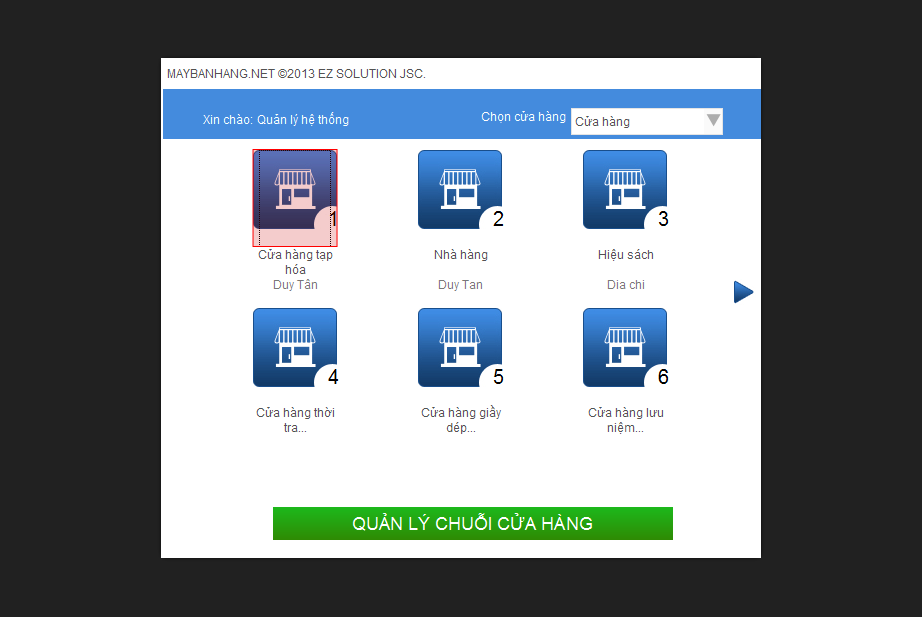 MAYBANHANG.NET ©2013 EZ SOLUTION JSC.
Xin chào: Quản lý hệ thống
Chọn cửa hàng
Cửa hàng
1
2
3
Cửa hàng tạp
hóa
Duy Tân
Nhà hàng
Duy Tan
Hiệu sách
Dia chi
4
5
6
Cửa hàng thời
tra...
Cửa hàng giầy
dép...
Cửa hàng lưu
niệm...
QUẢN LÝ CHUỖI CỬA HÀNG